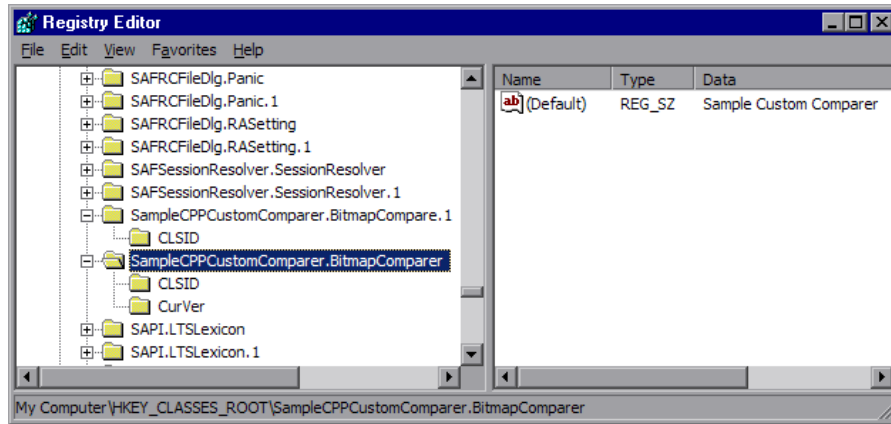 Registry Editor
File Edit View Favorites Help
SAFRCFileDlg.Panic
SAFRCFileDlg.Panic.1
SAFRCFileDlg.RASetting
SAFRCFileDlg.RASetting.1
SAFSessionResolver.SessionResolver
SAFSessionResolver.SessionResolver.1
SampleCPPCustomComparer.BitmapCompare.1
CLSID
SampleCPPCustomComparer.BitmapComparer
CLSID
CurVer
SAPI.LTSLexicon
SAPI.LTSLexicon.1
Name Type Data
ab (Default) REG_SZ Sample Custom Comparer
My Computer\HKEY_CLASSES_ROOT\SampleCPPCustomComparer.BitmapComparer